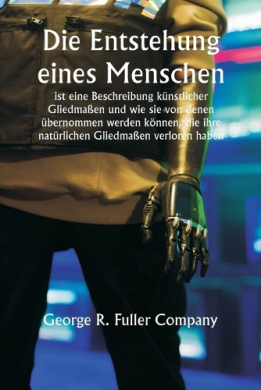 Die Entstehung
eines Menschen
ist eine Beschreibung künstlicher
Gliedmaßen und wie sie von denen
übernommen werden können, die ihre
natürlichen Gliedmaßen verloren haben
George R. Fuller Company